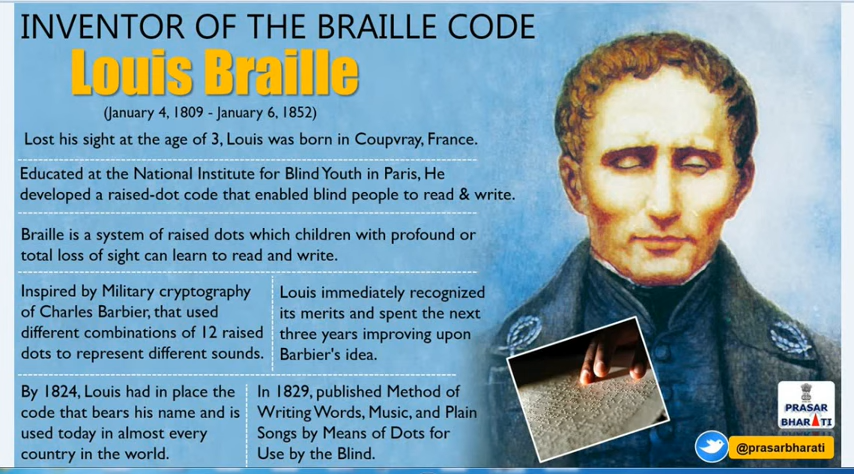 INVENTOR OF THE BRAILLE CODE
Louis Braille
(January 4, 1809 - January 6, 1852)
Lost his sight at the age of 3, Louis was born in Coupvray, France.
Educated at the National Institute for Blind Youth in Paris, He
developed a raised-dot code that enabled blind people to read & write.
Braille is a system of raised dots which children with profound or
total loss of sight can learn to read and write.
Inspired by Military cryptography
of Charles Barbier, that used
different combinations of 12 raised
dots to represent different sounds.
Louis immediately recognized
its merits and spent the next
three years improving upon
Barbier's idea.
By 1824, Louis had in place the
code that bears his name and is
used today in almost every
country in the world.
In 1829, published Method of
Writing Words, Music, and Plain
Songs by Means of Dots for
Use by the Blind.
PRASAR
BHARATI
@prasarbharati